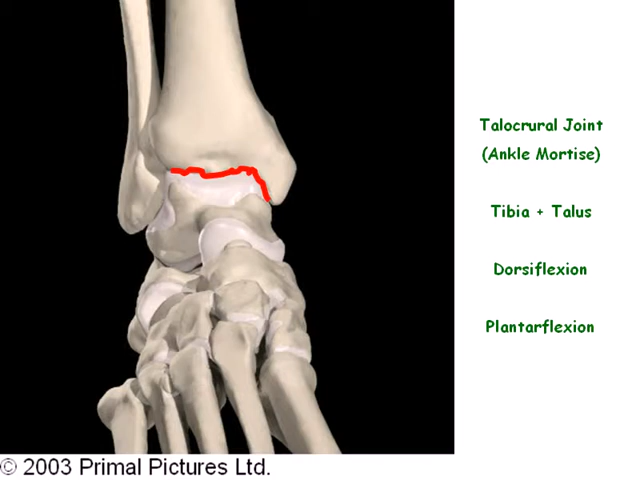 Talocrural Joint
(Ankle Mortise)
Tibia + Talus
Dorsiflexion
Plantarflexion
© 2003 Primal Pictures Ltd.